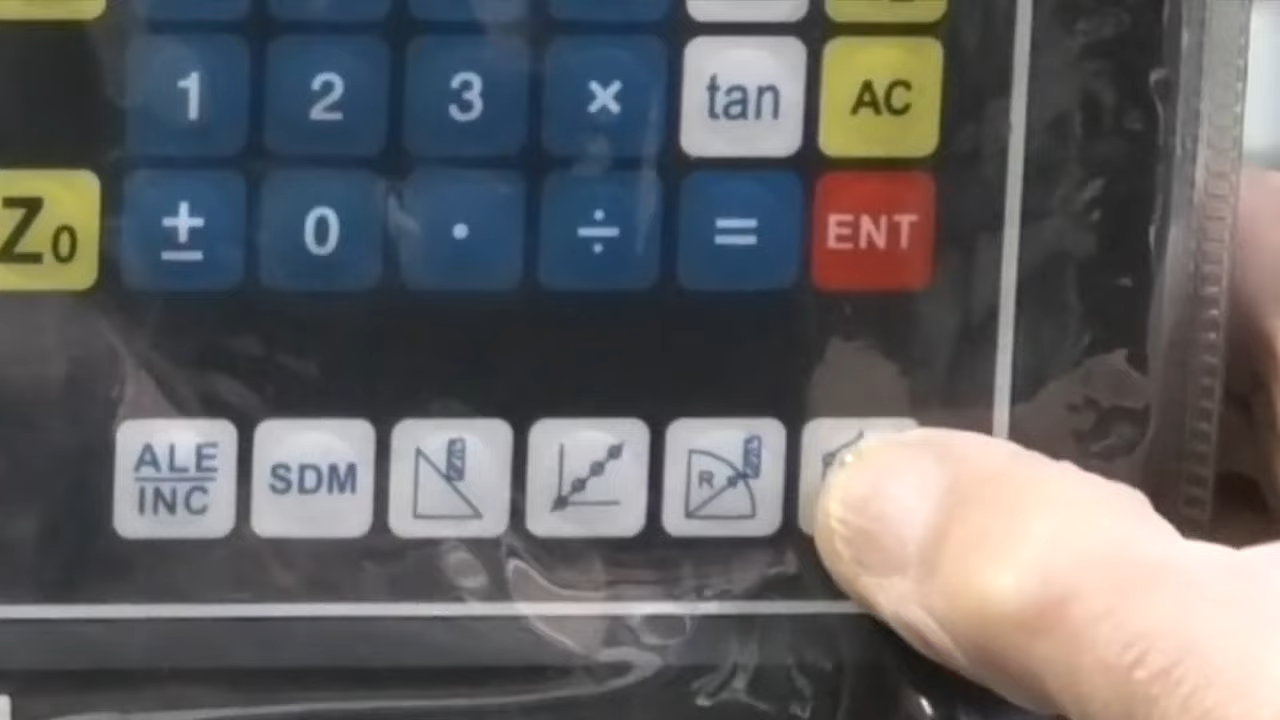 1 2 3 × tan AC
Z0 ± 0 · ÷ = ENT
ALE
INC
SDM
R